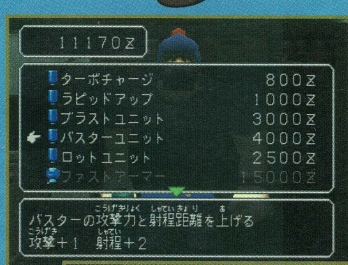 11170Z
ターボチャージ 800Z
ラピッドアップ 1000Z
ブラストユニット 3000Z
バスターユニット 4000Z
ロットユニット 2500Z
ファストアーマー 15000Z
バスターの攻撃力と射程距離を上げる
攻撃+1 射程+2